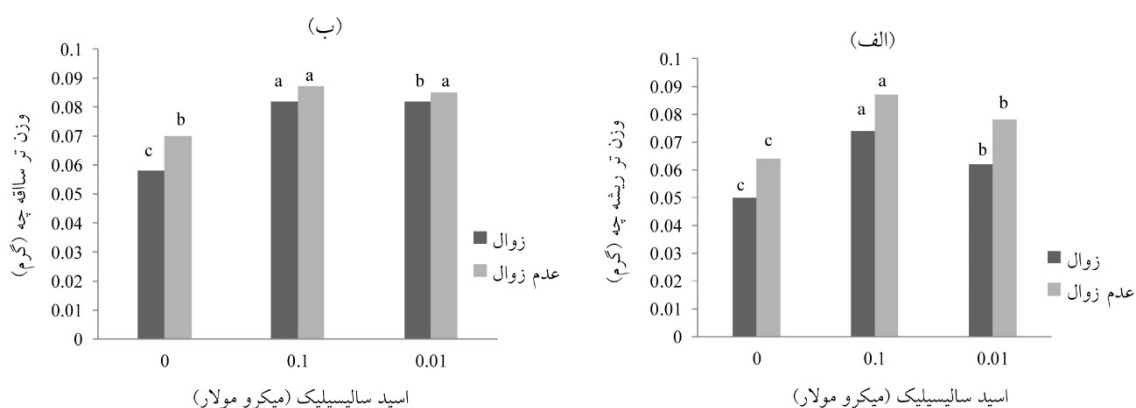 (الف)
وزن تر ریشه چه (گرم)
0.1
0.09
0.08
0.07
0.06
0.05
0.04
0.03
0.02
0.01
0
c c
a a
b b
0 0.1 0.01
اسید سالیسیلیک (میکرو مولار)
زوال
عدم زوال
(ب)
وزن تر سااقه چه (گرم)
0.1
0.09
0.08
0.07
0.06
0.05
0.04
0.03
0.02
0.01
0
c b
a a
b a
0 0.1 0.01
اسید سالیسیلیک (میکرو مولار)
زوال
عدم زوال